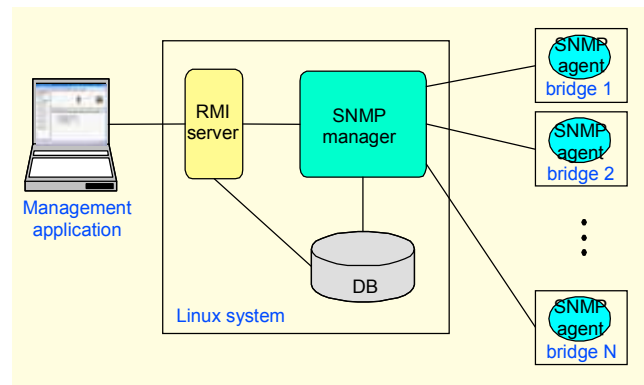 Management
application
RMI
server
SNMP
manager
DB
Linux system
SNMP
agent
bridge 1
SNMP
agent
bridge 2
SNMP
agent
bridge N